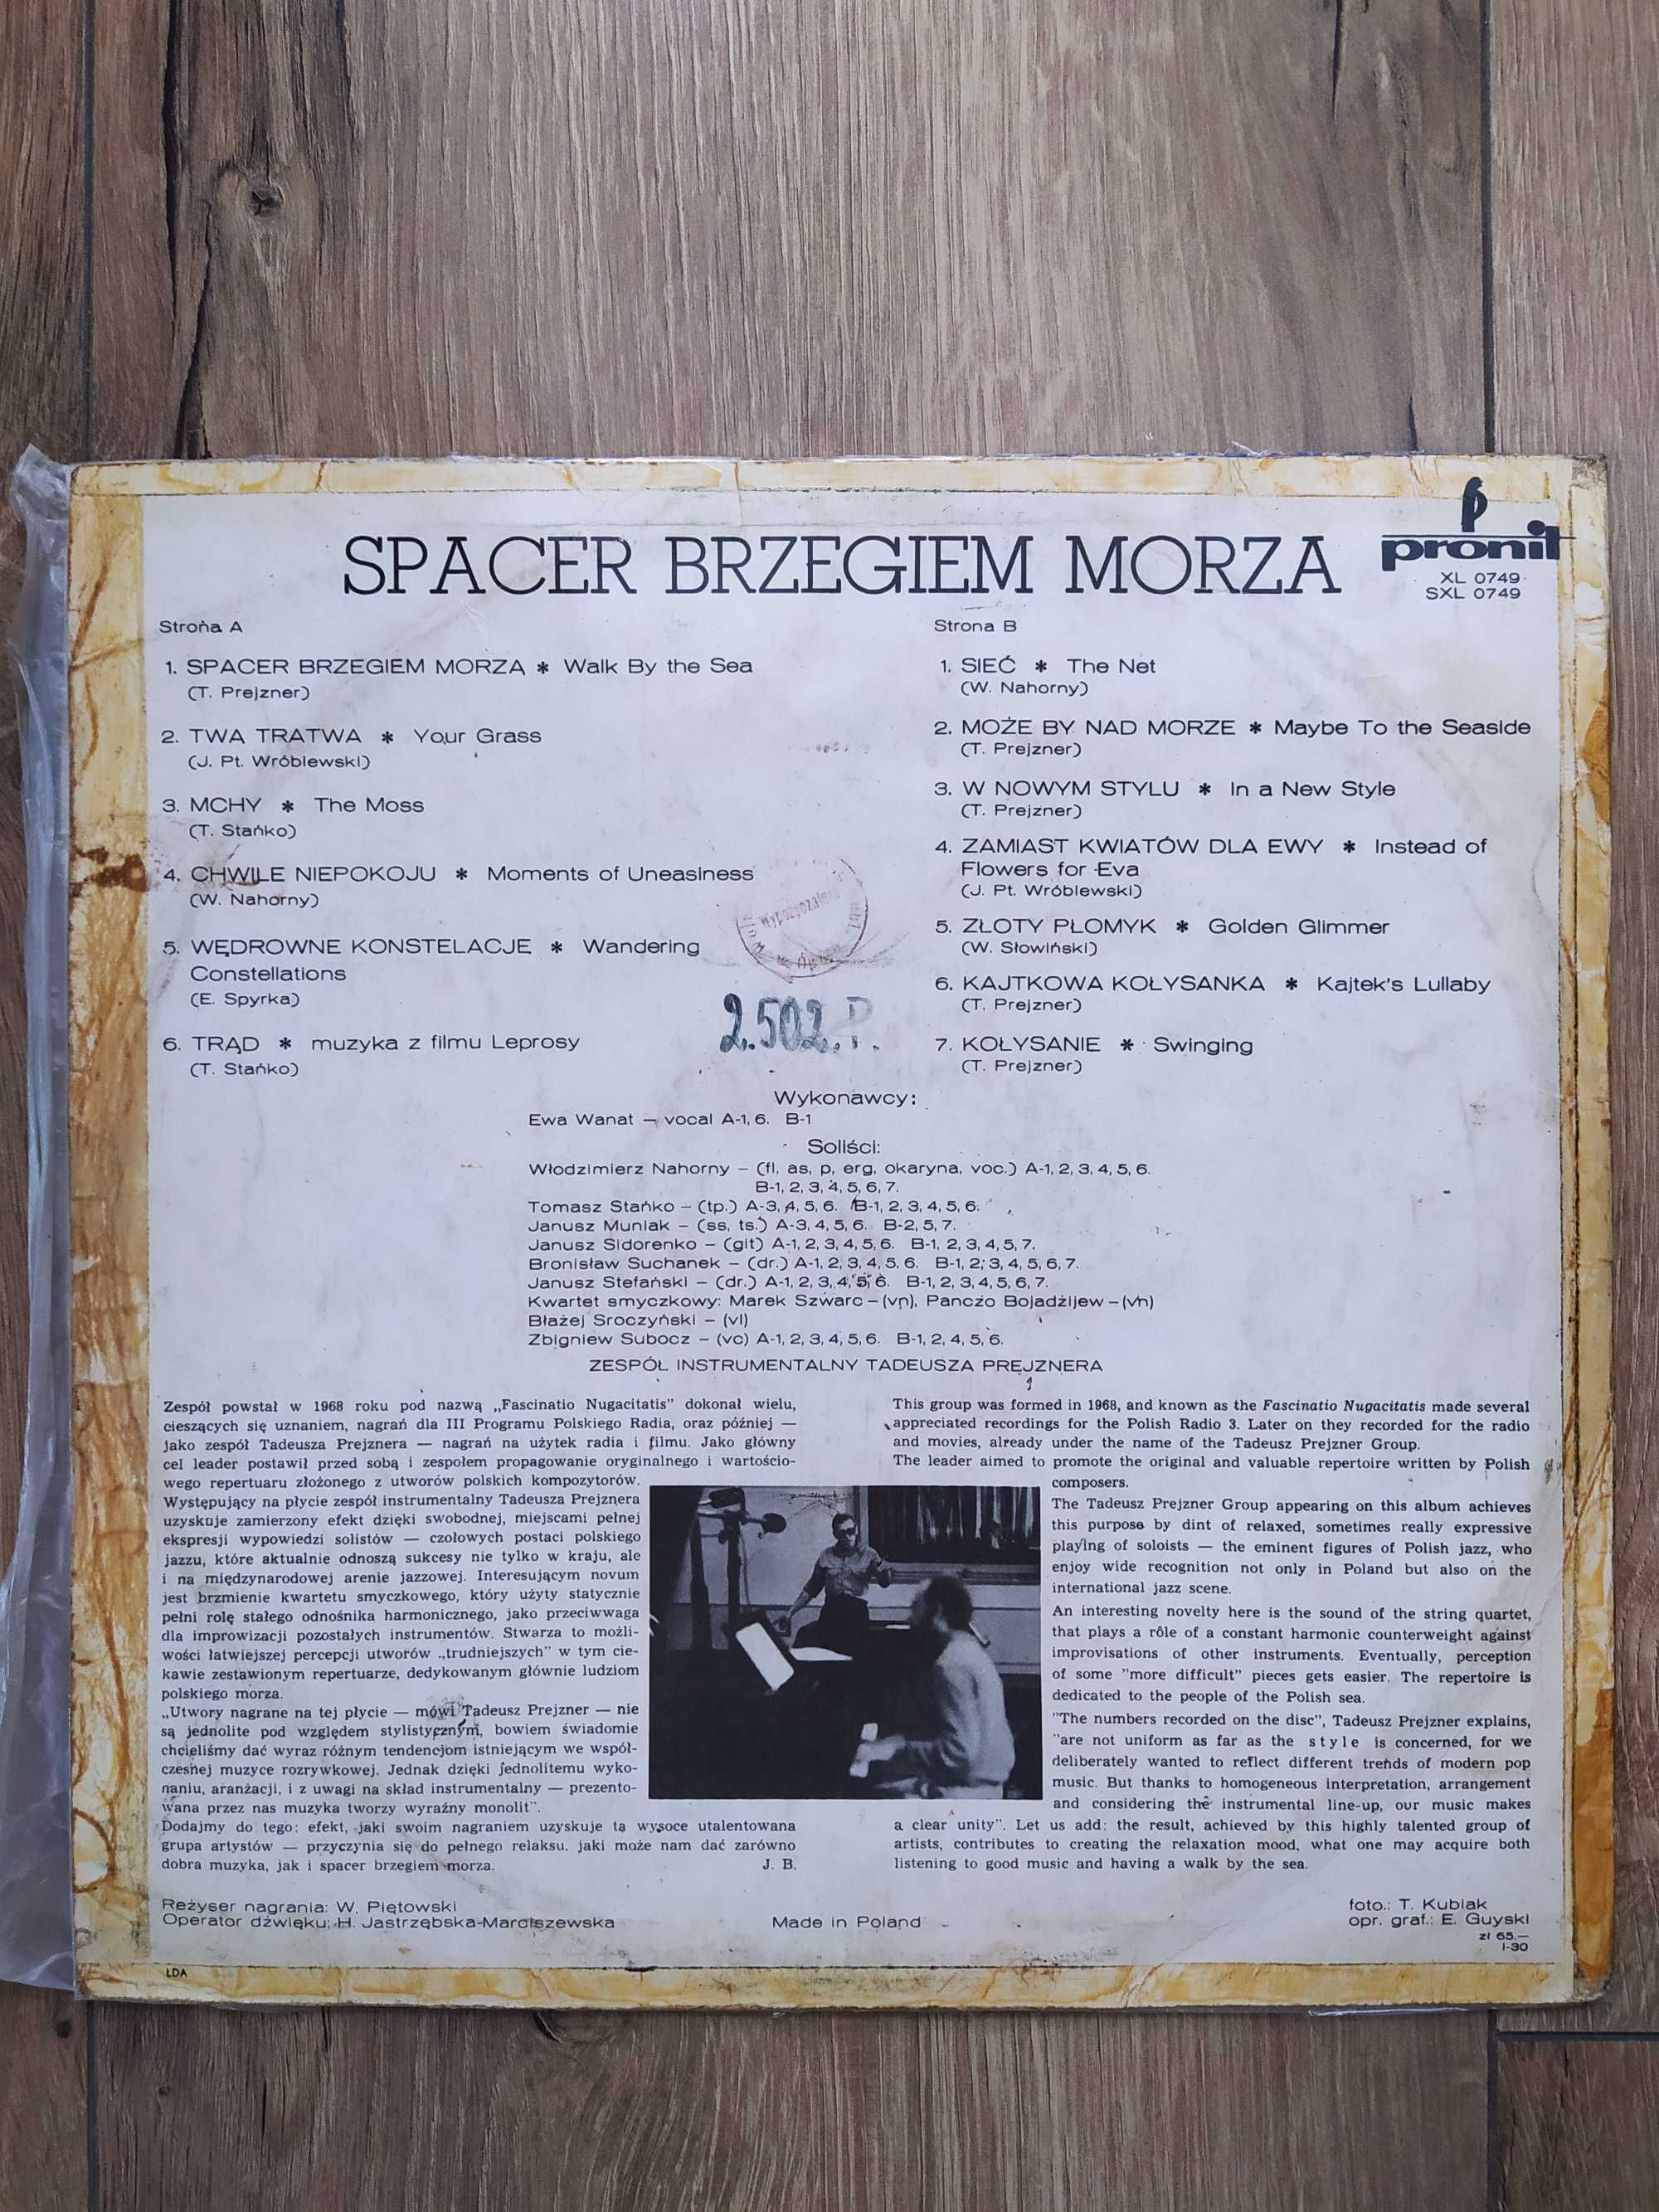 SPACER BRZEGIEM MORZA
pronit
XL 0749
SXL 0749
Strona A
1. SPACER BRZEGIEM MORZA * Walk By the Sea
(T. Prejzner)
2. TWA TRATWA * Your Grass
(J. Pt. Wróblewski)
3. MCHY * The Moss
(T. Stańko)
4. CHWILE NIEPOKOJU * Moments of Uneasiness
(W. Nahorny)
5. WĘDROWNE KONSTELACJE * Wandering
Constellations
(E. Spyrka)
6. TRĄD * muzyka z filmu Leprosy
(T. Stańko)
2.502.P.
Strona B
1. SIEĆ * The Net
(W. Nahorny)
2. MOŻE BY NAD MORZE * Maybe To the Seaside
(T. Prejzner)
3. W NOWYM STYLU * In a New Style
(T. Prejzner)
4. ZAMIAST KWIATÓW DLA EWY * Instead of
Flowers for Eva
(J. Pt. Wróblewski)
5. ZŁOTY PŁOMYK * Golden Glimmer
(W. Słowiński)
6. KAJTKOWA KOŁYSANKA * Kajtek's Lullaby
(T. Prejzner)
7. KOŁYSANIE * Swinging
(T. Prejzner)
Wykonawcy:
Ewa Wanat – vocal A-1, 6. B-1
Soliści:
Włodzimierz Nahorny – (fl, as, p, erg, okaryna, voc.) A-1, 2, 3, 4, 5, 6.
B-1, 2, 3, 4, 5, 6, 7.
Tomasz Stańko – (tp.) A-3, 4, 5, 6. B-1, 2, 3, 4, 5, 6.
Janusz Muniak – (ss, ts.) A-3, 4, 5, 6. B-2, 5, 7.
Janusz Sidorenko – (git) A-1, 2, 3, 4, 5, 6. B-1, 2, 3, 4, 5, 7.
Bronisław Suchanek – (dr.) A-1, 2, 3, 4, 5, 6. B-1, 2, 3, 4, 5, 6, 7.
Janusz Stefański – (dr.) A-1, 2, 3, 4, 5, 6. B-1, 2, 3, 4, 5, 6, 7.
Kwartet smyczkowy: Marek Szwarc – (vn), Panczo Bojadżijew – (vn)
Błażej Sroczyński – (vl)
Zbigniew Subocz – (vc) A-1, 2, 3, 4, 5, 6. B-1, 2, 4, 5, 6.
ZESPÓŁ INSTRUMENTALNY TADEUSZA PREJZNERA
Zespół powstał w 1968 roku pod nazwą „Fascinatio Nugacitatis" dokonał wielu,
cieszących się uznaniem, nagrań dla III Programu Polskiego Radia, oraz później —
jako zespół Tadeusza Prejznera — nagrań na użytek radia i filmu. Jako główny
cel leader postawił przed sobą i zespołem propagowanie oryginalnego i wartościo-
wego repertuaru złożonego z utworów polskich kompozytorów.
Występujący na płycie zespół instrumentalny Tadeusza Prejznera
uzyskuje zamierzony efekt dzięki swobodnej, miejscami pełnej
ekspresji wypowiedzi solistów — czołowych postaci polskiego
jazzu, które aktualnie odnoszą sukcesy nie tylko w kraju, ale
i na międzynarodowej arenie jazzowej. Interesującym novum
jest brzmienie kwartetu smyczkowego, który użyty statycznie
pełni rolę stałego odnośnika harmonicznego, jako przeciwwaga
dla improwizacji pozostałych instrumentów. Stwarza to możli-
wości łatwiejszej percepcji utworów „trudniejszych" w tym cie-
kawie zestawionym repertuarze, dedykowanym głównie ludziom
polskiego morza.
„Utwory nagrane na tej płycie — mówi Tadeusz Prejzner — nie
są jednolite pod względem stylistycznym, bowiem świadomie
chcieliśmy dać wyraz różnym tendencjom istniejącym we współ-
czesnej muzyce rozrywkowej. Jednak dzięki jednolitemu wyko-
naniu, aranżacji, i z uwagi na skład instrumentalny — prezento-
wana przez nas muzyka tworzy wyraźny monolit".
Dodajmy do tego: efekt, jaki swoim nagraniem uzyskuje ta wysoce utalentowana
grupa artystów — przyczynia się do pełnego relaksu, jaki może nam dać zarówno
dobra muzyka, jak i spacer brzegiem morza. J. B.
This group was formed in 1968, and known as the Fascinatio Nugacitatis made several
appreciated recordings for the Polish Radio 3. Later on they recorded for the radio
and movies, already under the name of the Tadeusz Prejzner Group.
The leader aimed to promote the original and valuable repertoire written by Polish
composers.
The Tadeusz Prejzner Group appearing on this album achieves
this purpose by dint of relaxed, sometimes really expressive
playing of soloists — the eminent figures of Polish jazz, who
enjoy wide recognition not only in Poland but also on the
international jazz scene.
An interesting novelty here is the sound of the string quartet,
that plays a rôle of a constant harmonic counterweight against
improvisations of other instruments. Eventually, perception
of some "more difficult" pieces gets easier. The repertoire is
dedicated to the people of the Polish sea.
"The numbers recorded on the disc", Tadeusz Prejzner explains,
"are not uniform as far as the style is concerned, for we
deliberately wanted to reflect different trends of modern pop
music. But thanks to homogeneous interpretation, arrangement
and considering the instrumental line-up, our music makes
a clear unity". Let us add: the result, achieved by this highly talented group of
artists, contributes to creating the relaxation mood, what one may acquire both
listening to good music and having a walk by the sea.
Reżyser nagrania: W. Piętowski
Operator dźwięku: H. Jastrzębska-Marciszewska
Made in Poland
foto.: T. Kubiak
opr. graf.: E. Guyski
zł 65,—
I-30
LDA